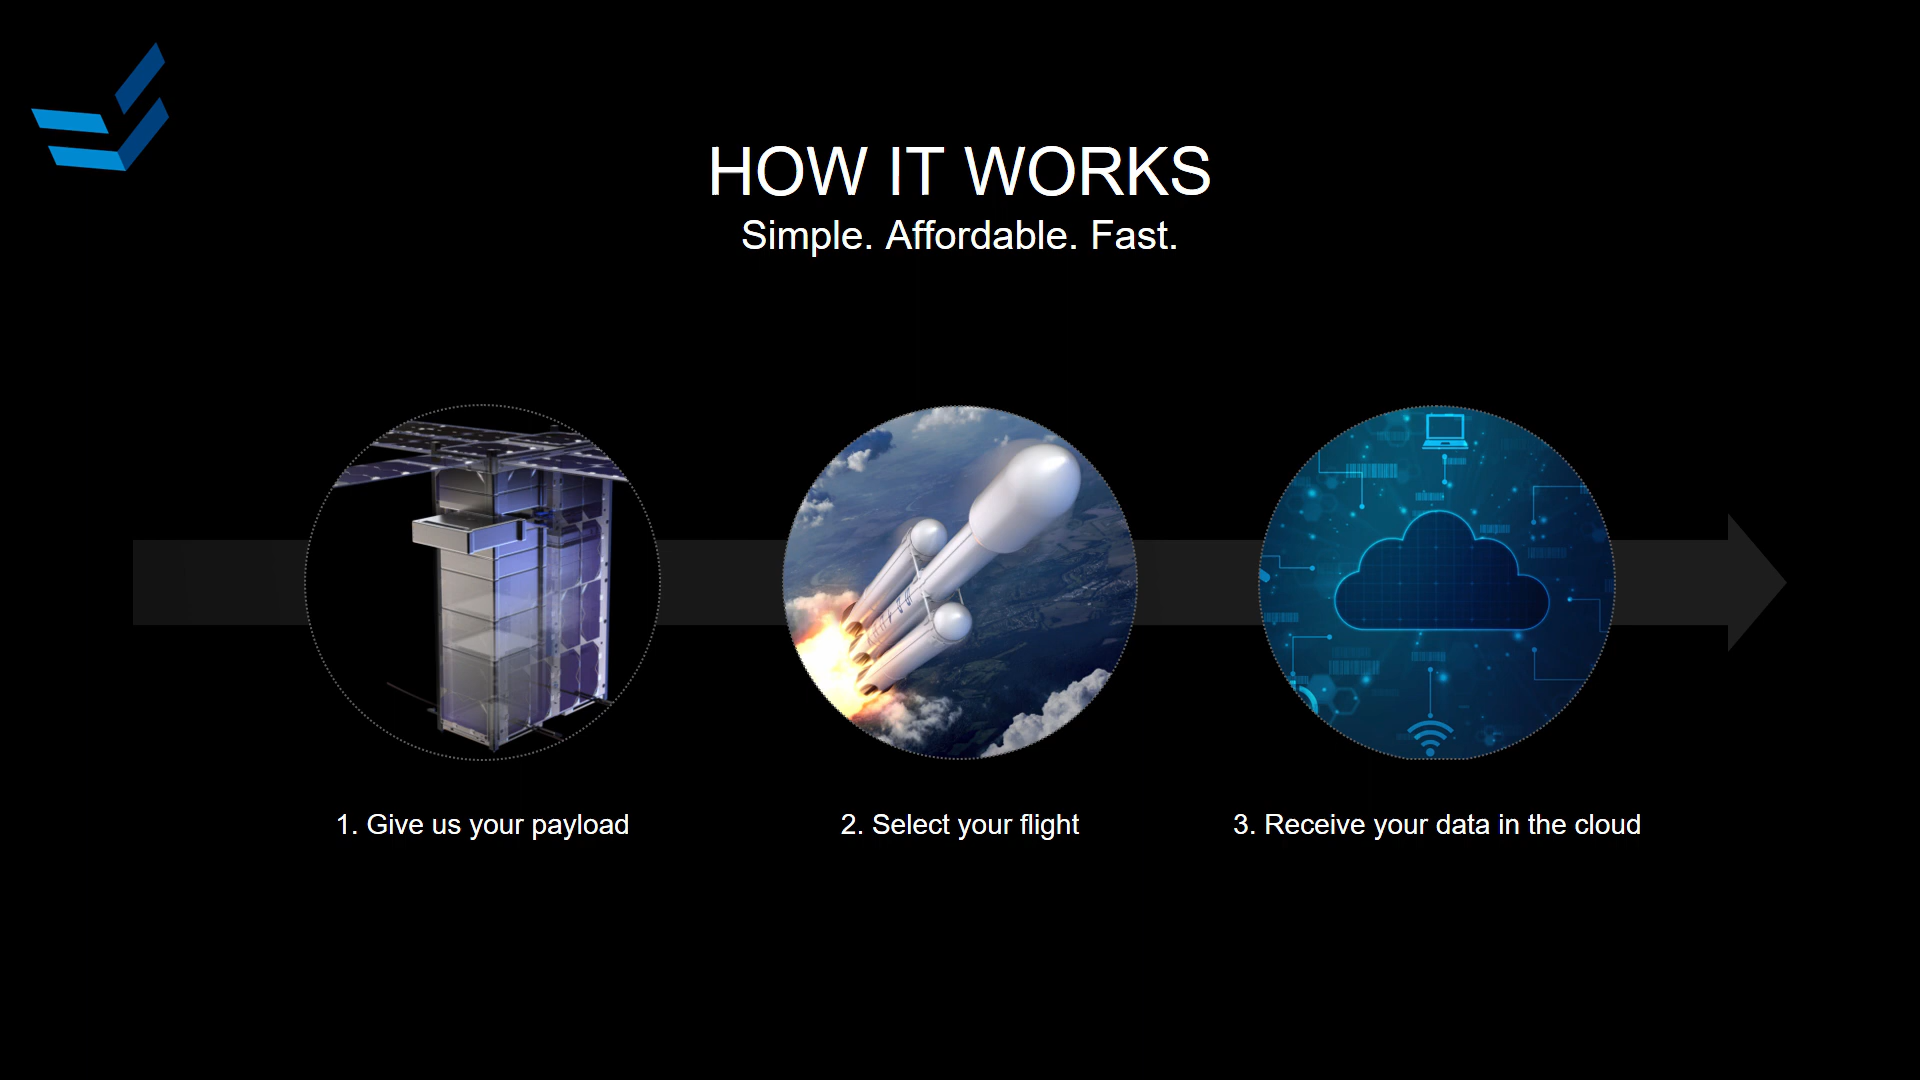 HOW IT WORKS
Simple. Affordable. Fast.
1. Give us your payload
2. Select your flight
3. Receive your data in the cloud